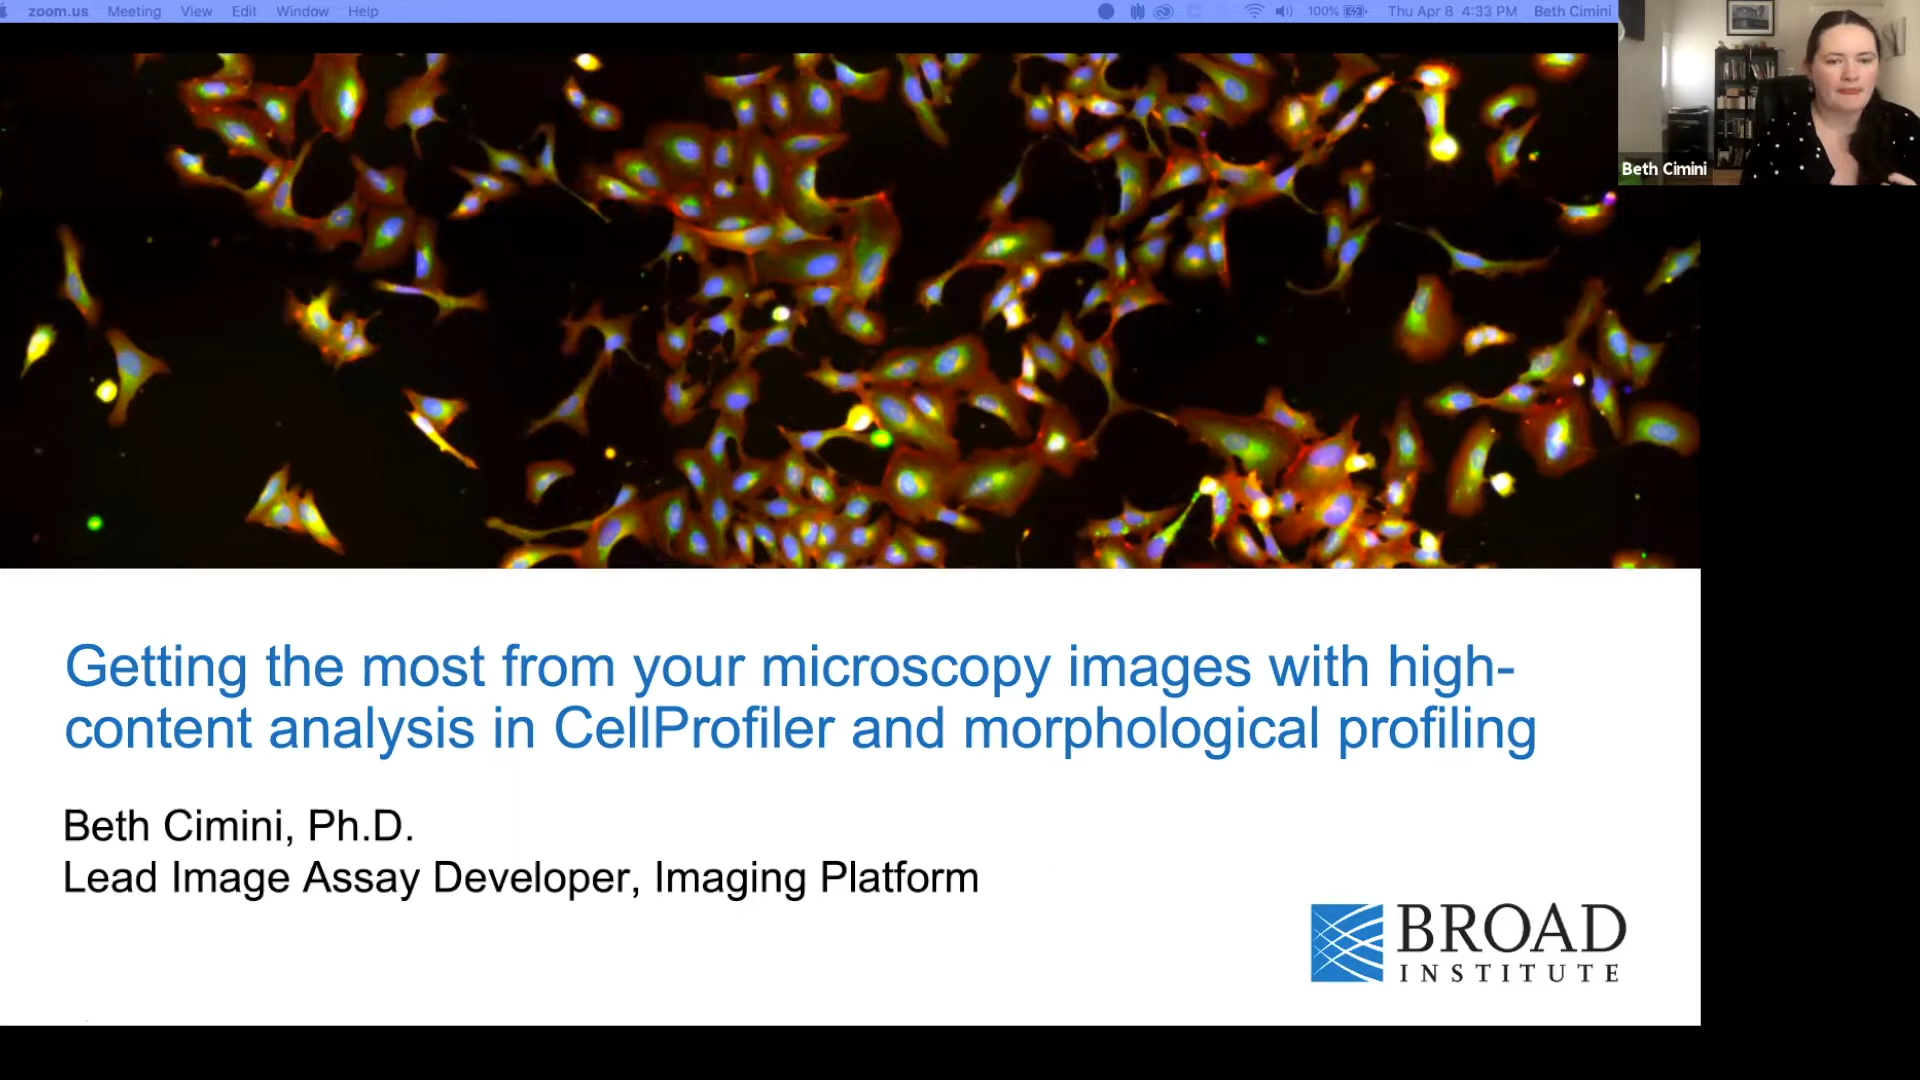 zoom.us Meeting View Edit Window Help 100% Thu Apr 8 4:33 PM Beth Cimini
Beth Cimini
Getting the most from your microscopy images with high-
content analysis in CellProfiler and morphological profiling
Beth Cimini, Ph.D.
Lead Image Assay Developer, Imaging Platform
BROAD
INSTITUTE